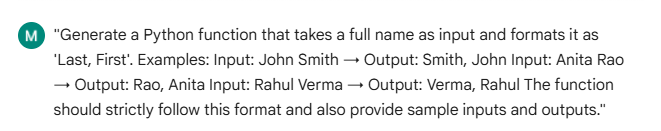 M
"Generate a Python function that takes a full name as input and formats it as
'Last, First'. Examples: Input: John Smith → Output: Smith, John Input: Anita Rao
→ Output: Rao, Anita Input: Rahul Verma → Output: Verma, Rahul The function
should strictly follow this format and also provide sample inputs and outputs."